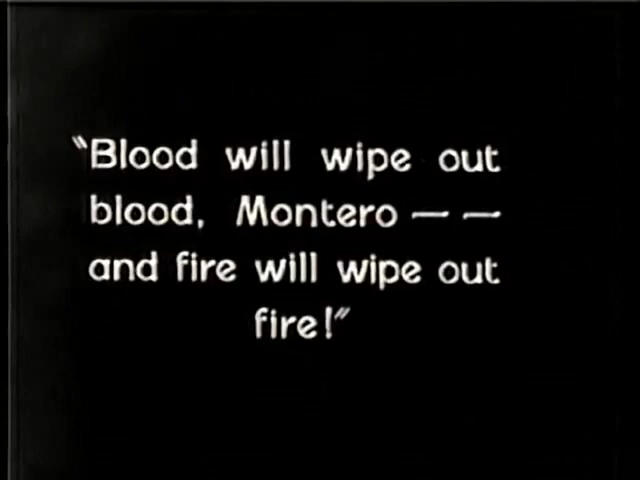 "Blood will wipe out
blood, Montero — —
and fire will wipe out
fire!"